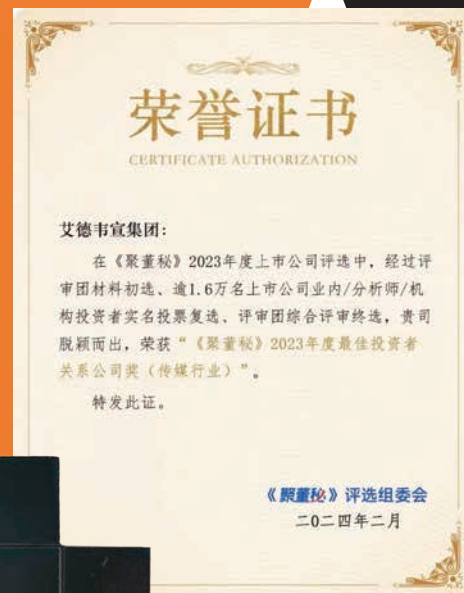 荣誉证书
CERTIFICATE AUTHORIZATION
艾德韦宣集团：
在《聚董秘》2023年度上市公司评选中，经过评
审团材料初选、逾1.6万名上市公司业内/分析师/机
构投资者实名投票复选、评审团综合评审终选，贵司
脱颖而出，荣获“《聚董秘》2023年度最佳投资者
关系公司奖（传媒行业）”。
特发此证。
《聚董秘》评选组委会
二〇二四年二月